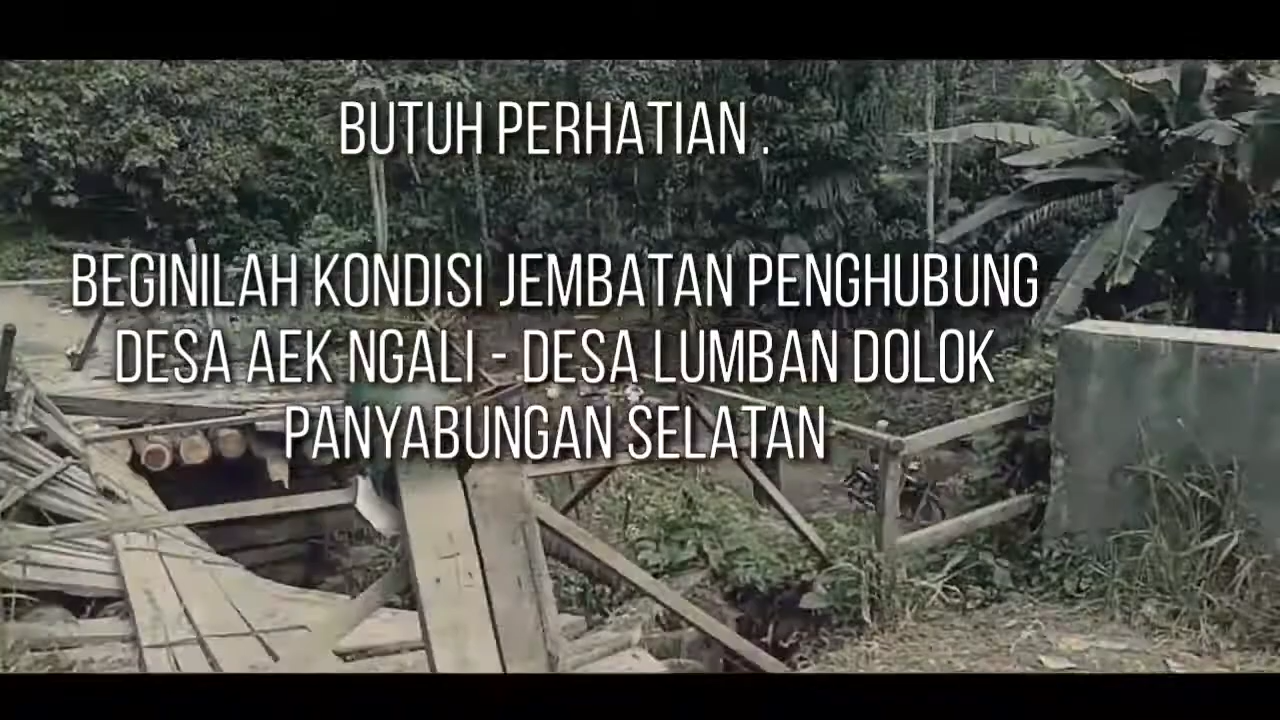 BUTUH PERHATIAN .
BEGINILAH KONDISI JEMBATAN PENGHUBUNG
DESA AEK NGALI - DESA LUMBAN DOLOK
PANYABUNGAN SELATAN